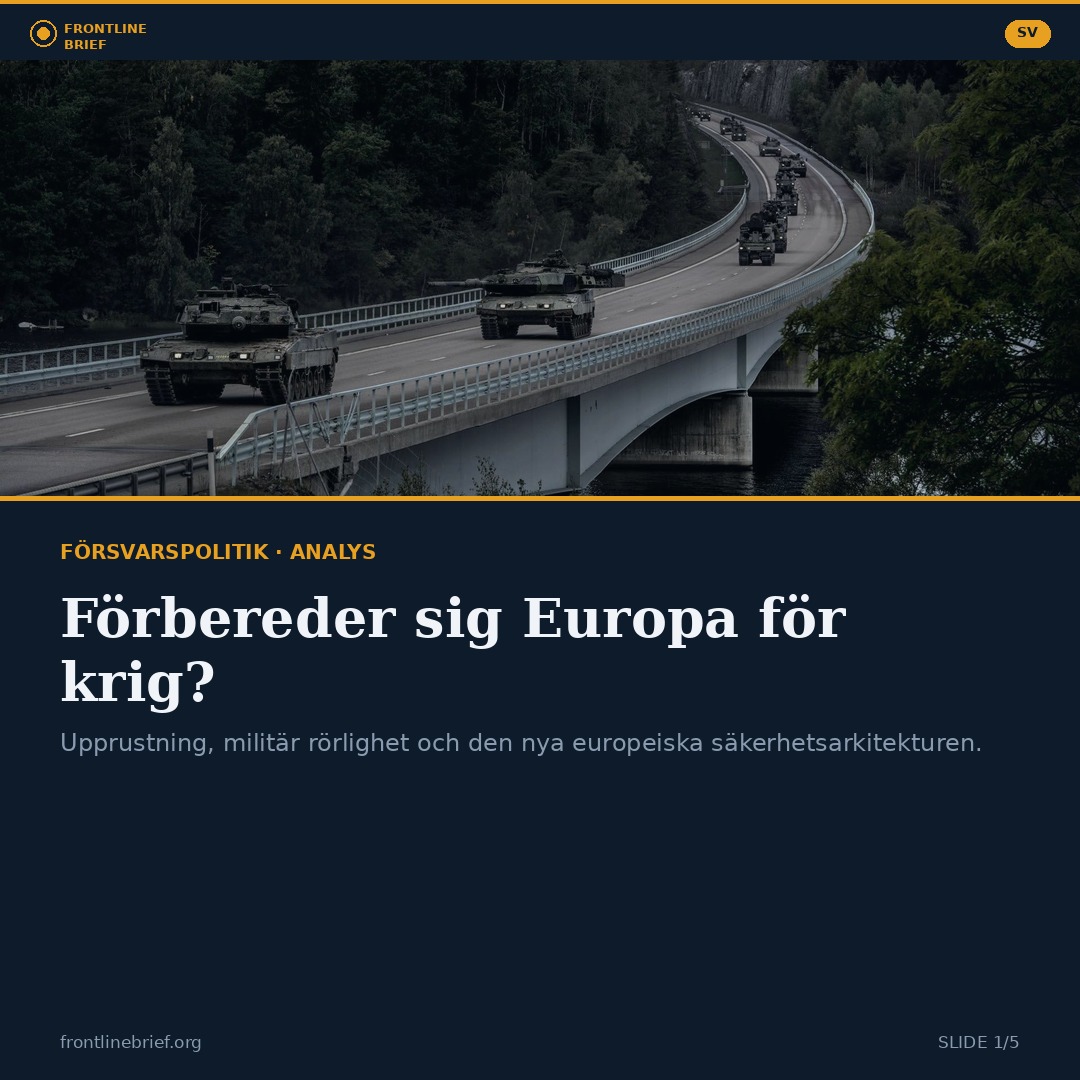 FRONTLINE
BRIEF
SV
FÖRSVARSPOLITIK · ANALYS
Förbereder sig Europa för
krig?
Upprustning, militär rörlighet och den nya europeiska säkerhetsarkitekturen.
frontlinebrief.org
SLIDE 1/5